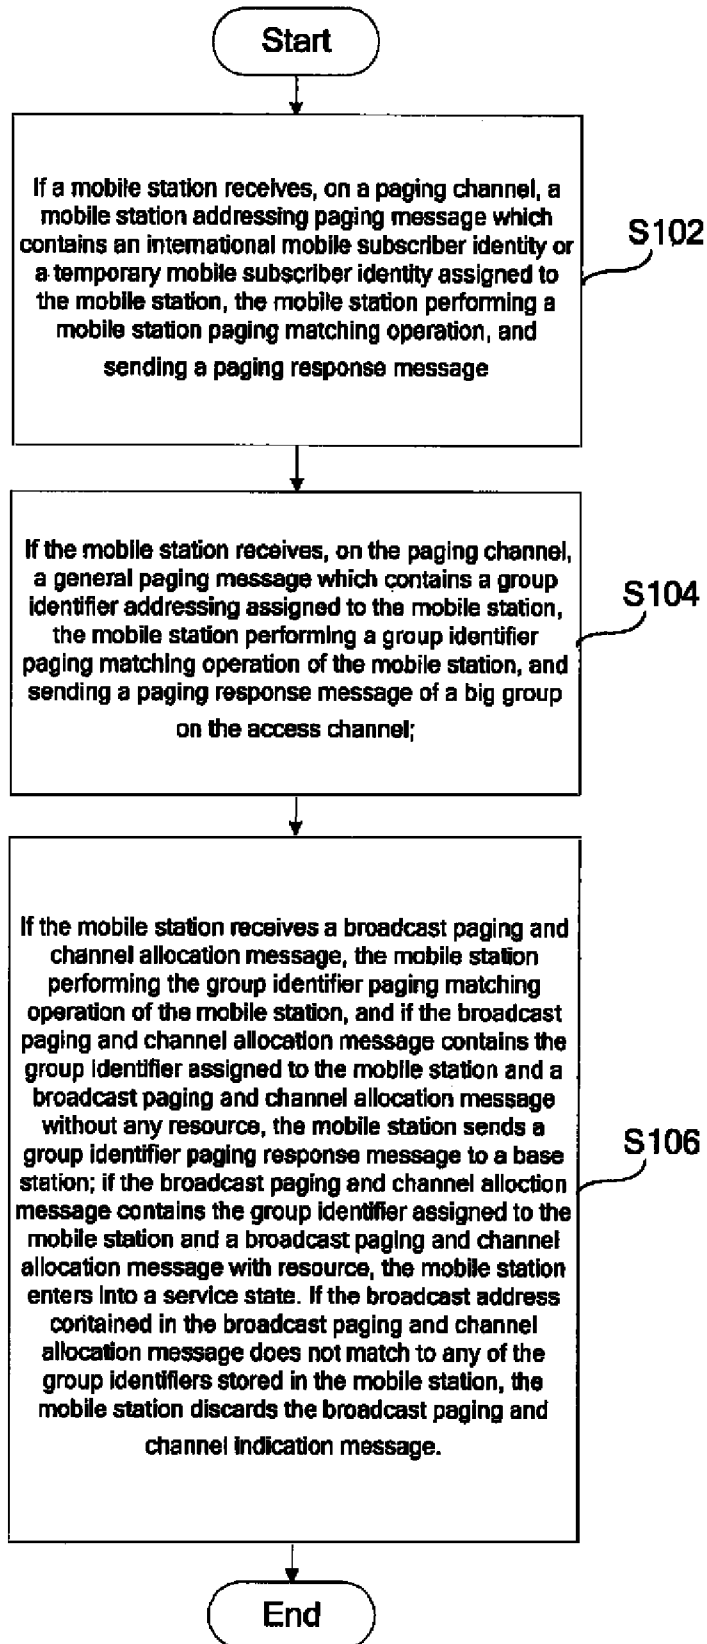 Start
If a mobile station receives, on a paging channel, a
mobile station addressing paging message which
contains an international mobile subscriber identity or
a temporary mobile subscriber identity assigned to
the mobile station, the mobile station performing a
mobile station paging matching operation, and
sending a paging response message
S102
If the mobile station receives, on the paging channel,
a general paging message which contains a group
identifier addressing assigned to the mobile station,
the mobile station performing a group identifier
paging matching operation of the mobile station, and
sending a paging response message of a big group
on the access channel;
S104
If the mobile station receives a broadcast paging and
channel allocation message, the mobile station
performing the group identifier paging matching
operation of the mobile station, and if the broadcast
paging and channel allocation message contains the
group identifier assigned to the mobile station and a
broadcast paging and channel allocation message
without any resource, the mobile station sends a
group identifier paging response message to a base
station; if the broadcast paging and channel alloction
message contains the group identifier assigned to the
mobile station and a broadcast paging and channel
allocation message with resource, the mobile station
enters into a service state. If the broadcast address
contained in the broadcast paging and channel
allocation message does not match to any of the
group identifiers stored in the mobile station, the
mobile station discards the broadcast paging and
channel indication message.
S106
End